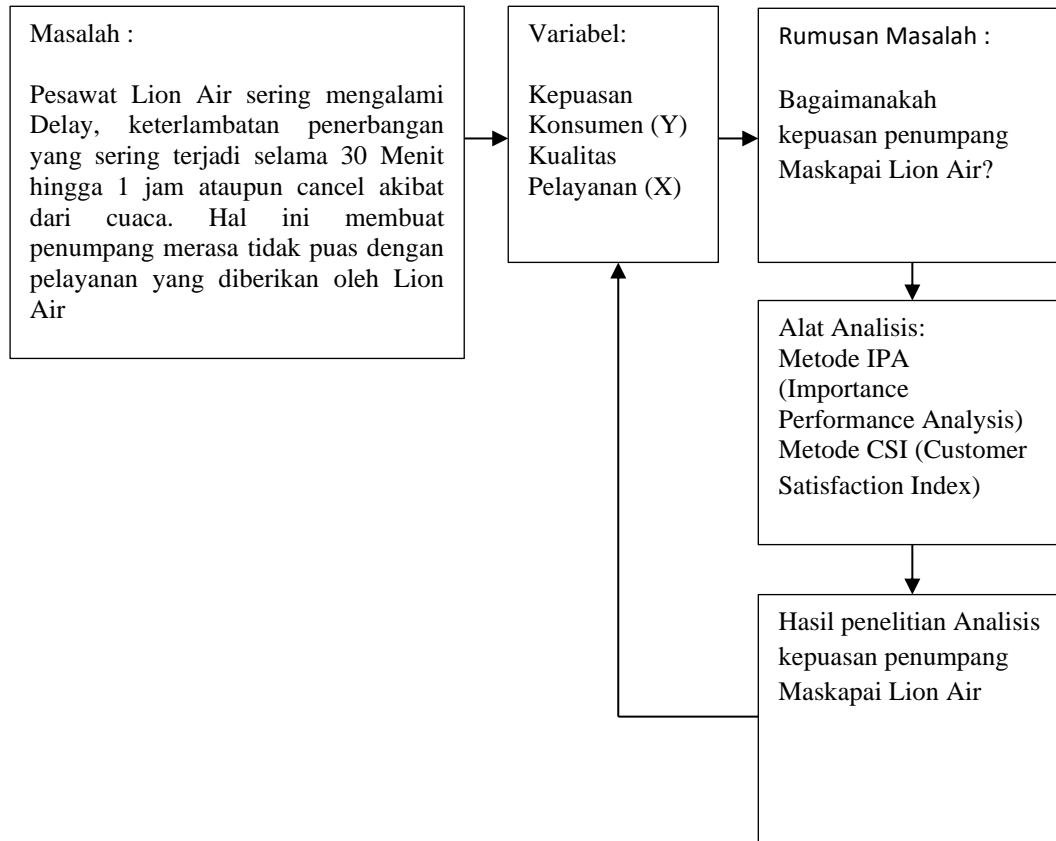 Masalah :
Pesawat Lion Air sering mengalami
Delay, keterlambatan penerbangan
yang sering terjadi selama 30 Menit
hingga 1 jam ataupun cancel akibat
dari cuaca. Hal ini membuat
penumpang merasa tidak puas dengan
pelayanan yang diberikan oleh Lion
Air
Variabel:
Kepuasan
Konsumen (Y)
Kualitas
Pelayanan (X)
Rumusan Masalah :
Bagaimanakah
kepuasan penumpang
Maskapai Lion Air?
Alat Analisis:
Metode IPA
(Importance
Performance Analysis)
Metode CSI (Customer
Satisfaction Index)
Hasil penelitian Analisis
kepuasan penumpang
Maskapai Lion Air